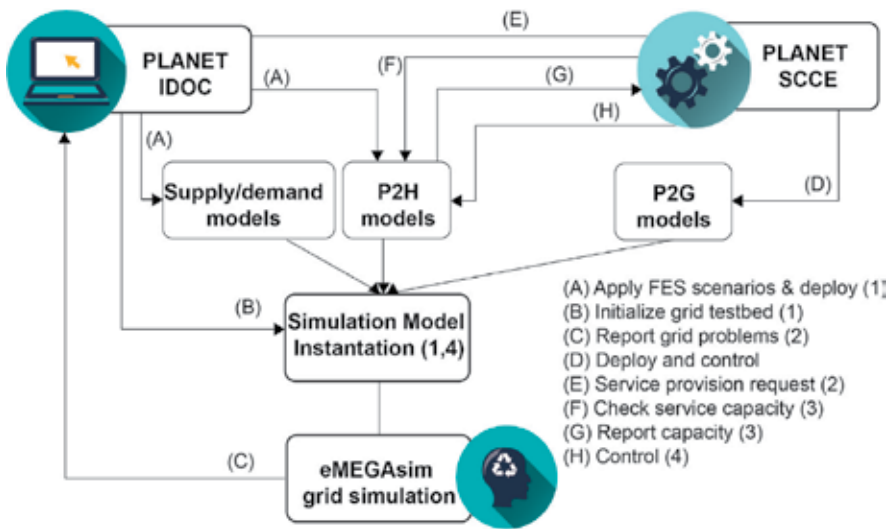 (E)
PLANET
IDOC
PLANET
SCCE
(A)
(F)
(G)
(A)
(H)
Supply/demand
models
P2H
models
P2G
models
(D)
(B)
Simulation Model
Instantation (1,4)
(C)
eMEGAsim
grid simulation
(A) Apply FES scenarios & deploy (1)
(B) Initialize grid testbed (1)
(C) Report grid problems (2)
(D) Deploy and control
(E) Service provision request (2)
(F) Check service capacity (3)
(G) Report capacity (3)
(H) Control (4)